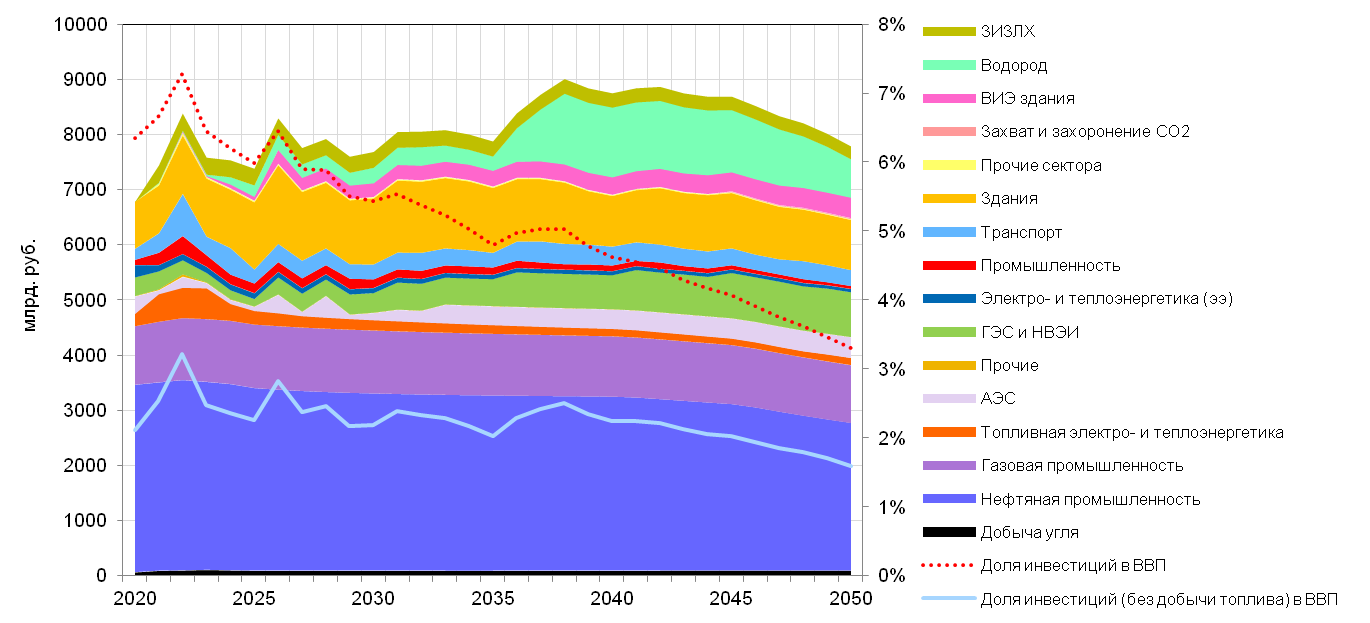 10000
9000
8000
7000
6000
5000
4000
3000
2000
1000
0
млрд. руб.
8%
7%
6%
5%
4%
3%
2%
1%
0%
2020
2025
2030
2035
2040
2045
2050
ЗИЗЛХ
Водород
ВИЭ здания
Захват и захоронение СО2
Прочие сектора
Здания
Транспорт
Промышленность
Электро- и теплоэнергетика (ээ)
ГЭС и НВЭИ
Прочие
АЭС
Топливная электро- и теплоэнергетика
Газовая промышленность
Нефтяная промышленность
Добыча угля
Доля инвестиций в ВВП
Доля инвестиций (без добычи топлива) в ВВП